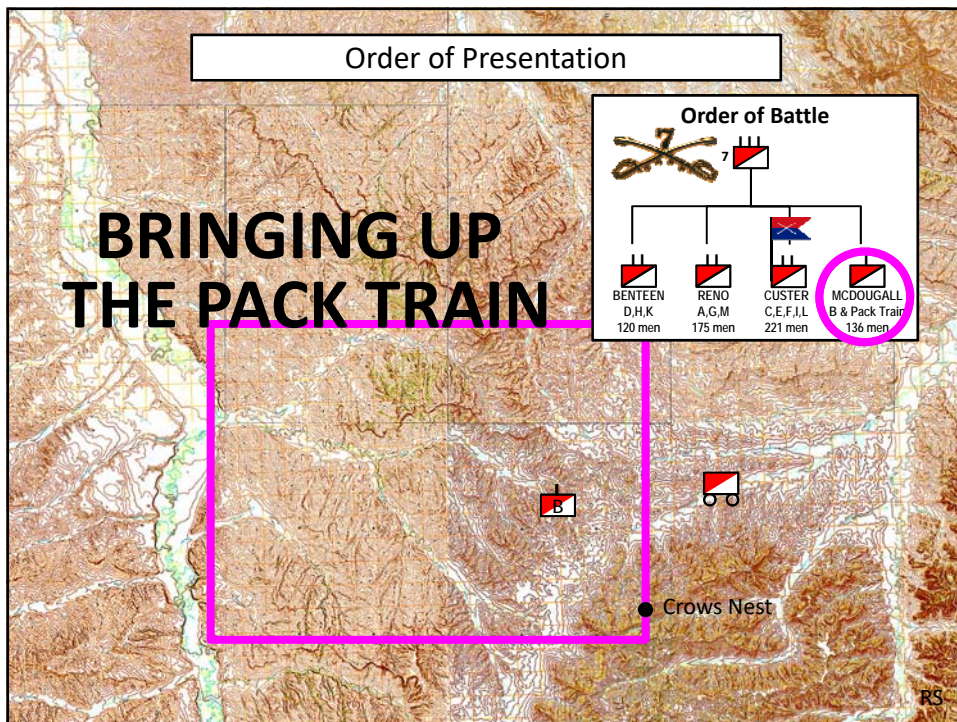 Order of Presentation
Order of Battle
7
7
BENTEEN
D,H,K
120 men
RENO
A,G,M
175 men
CUSTER
C,E,F,I,L
221 men
MCDOUGALL
B & Pack Train
136 men
BRINGING UP
THE PACK TRAIN
B
Crows Nest
RS